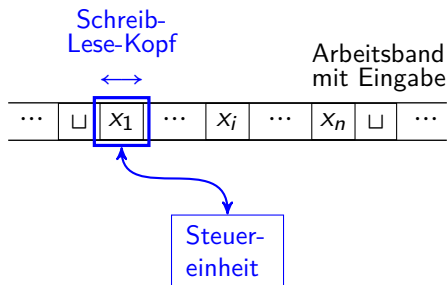 Schreib-
Lese-Kopf
Arbeitsband
mit Eingabe
··· ⊔ x₁ ··· xᵢ ··· xₙ ⊔ ···
Steuer-
einheit